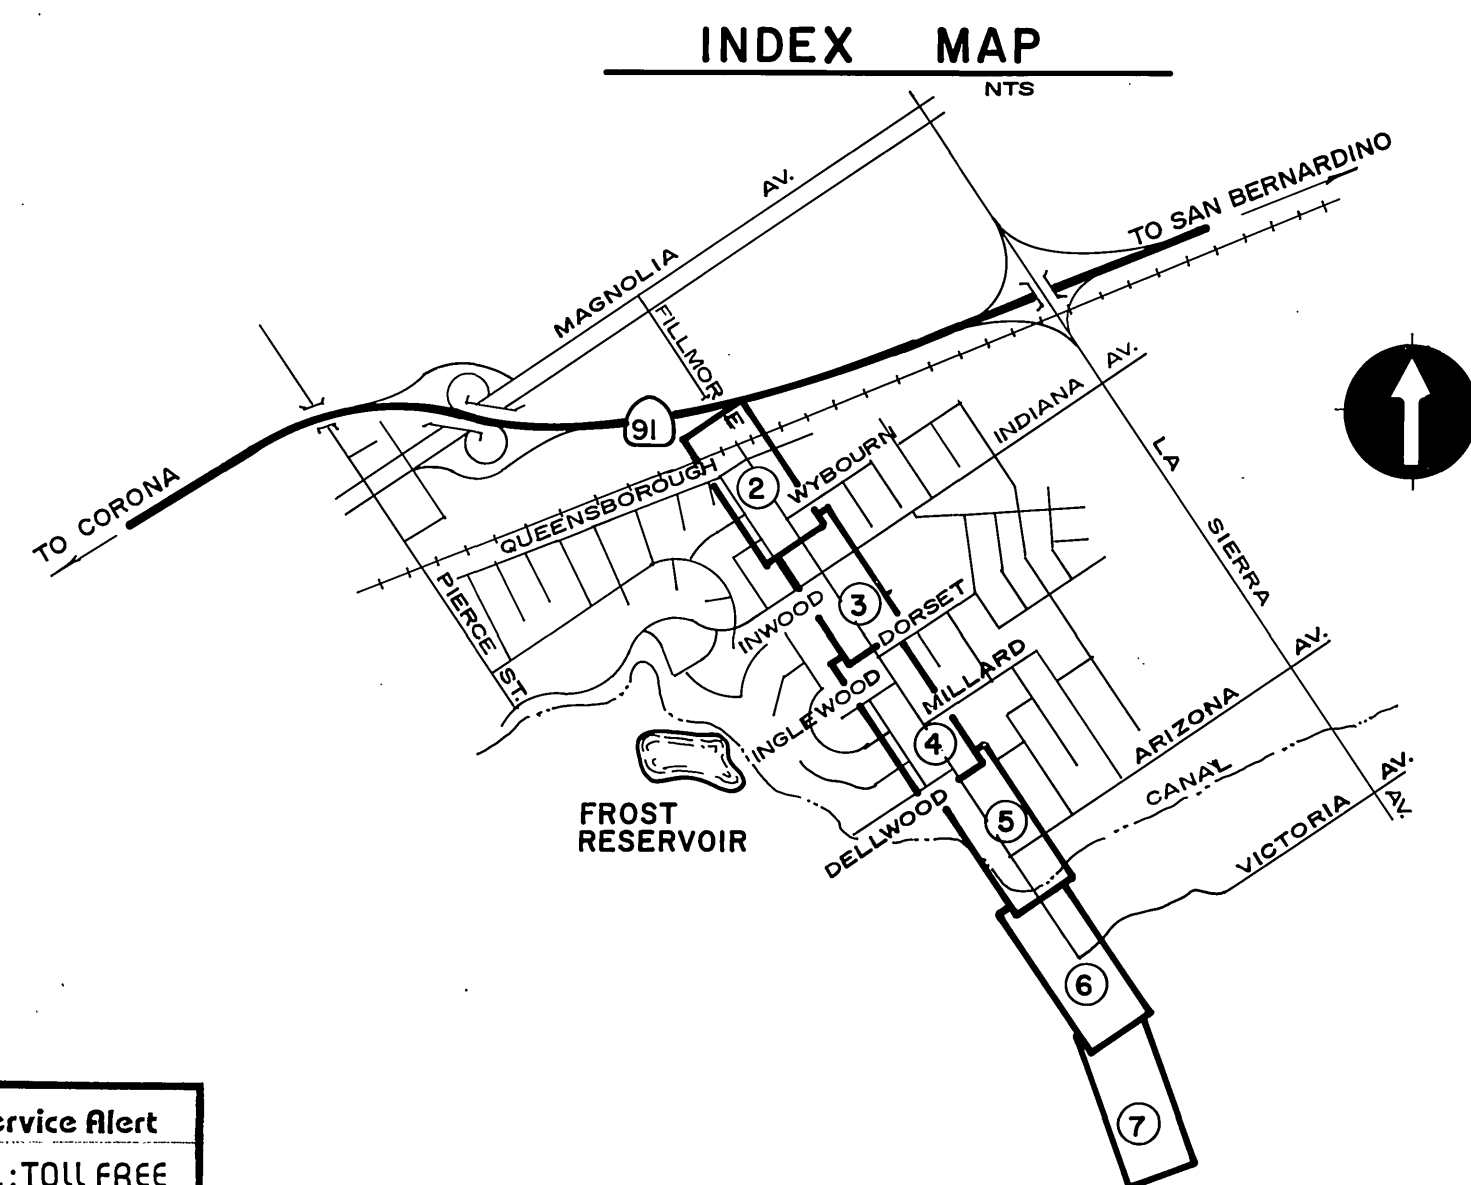 INDEX MAP
NTS
TO SAN BERNARDINO
MAGNOLIA AV.
FILLMORE
91
TO CORONA
QUEENSBOROUGH
WYBOURN
INDIANA AV.
LA SIERRA AV.
PIERCE ST.
2
INWOOD
3
DORSET
INGLEWOOD
MILLARD
4
ARIZONA AV.
CANAL
VICTORIA AV.
FROST
RESERVOIR
DELLWOOD
5
6
7
ervice Alert
.:TOLL FREE